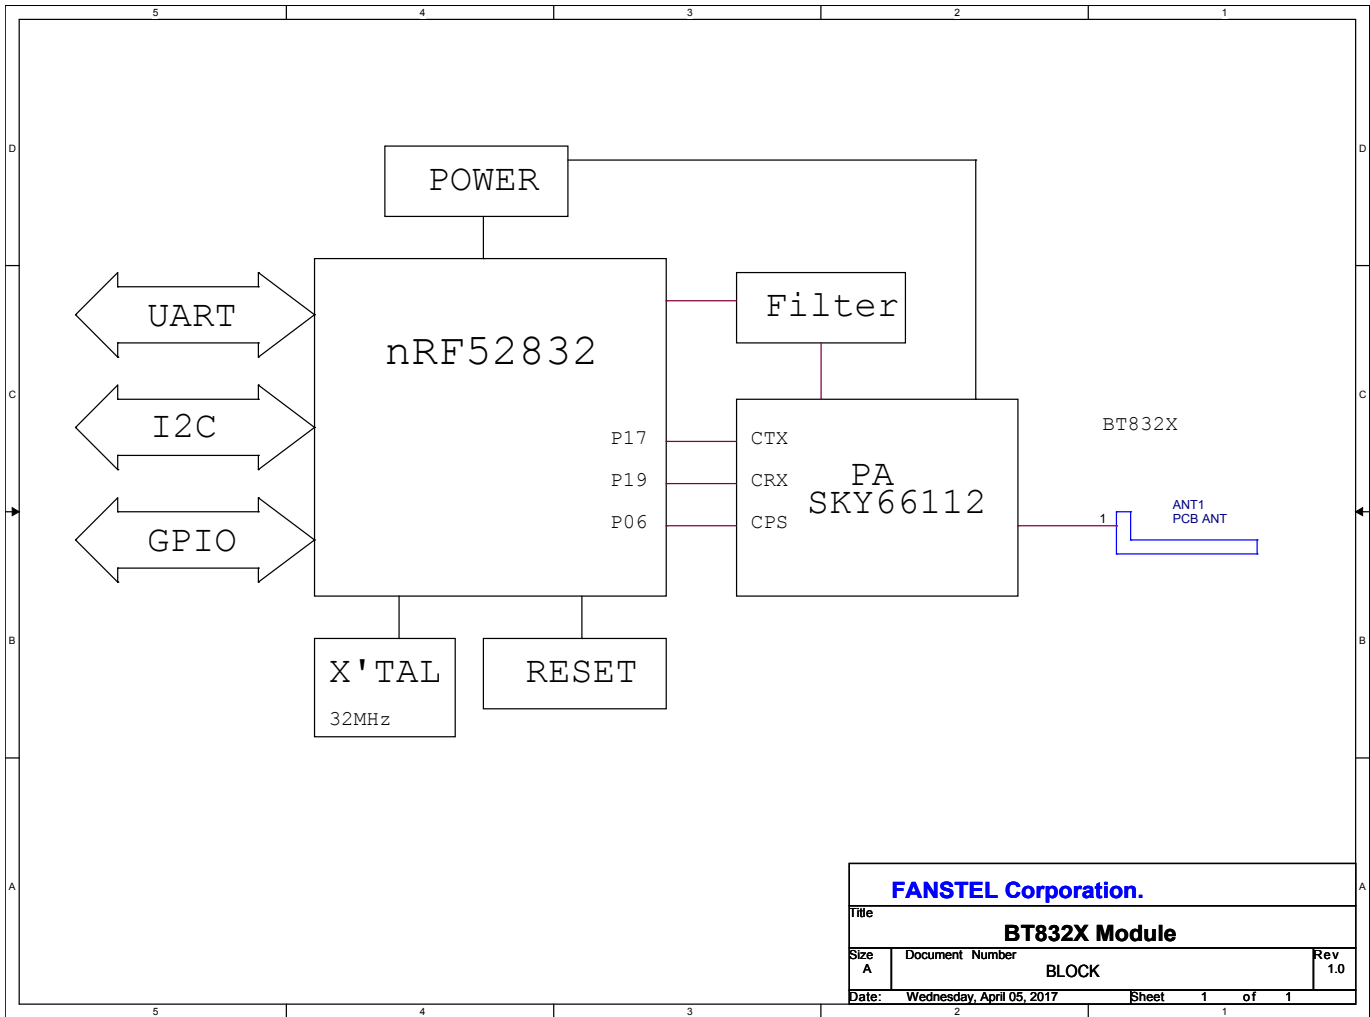 5 4 3 2 1
D D
POWER
UART
Filter
nRF52832
C C
I2C
BT832X
P17 CTX
PA
P19 CRX
SKY66112
ANT1
P06 CPS
1 PCB ANT
GPIO
B B
X'TAL
RESET
32MHz
A A
FANSTEL Corporation.
Title
BT832X Module
Size Document Number Rev
A BLOCK 1.0
Date: Wednesday, April 05, 2017 Sheet 1 of 1
5 4 3 2 1